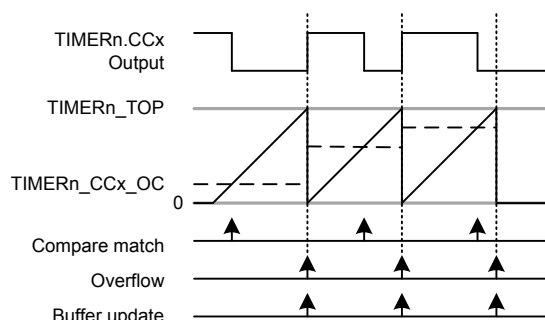 TIMERn.CCx
Output
TIMERn_TOP
TIMERn_CCx_OC
0
Compare match
Overflow
Buffer update